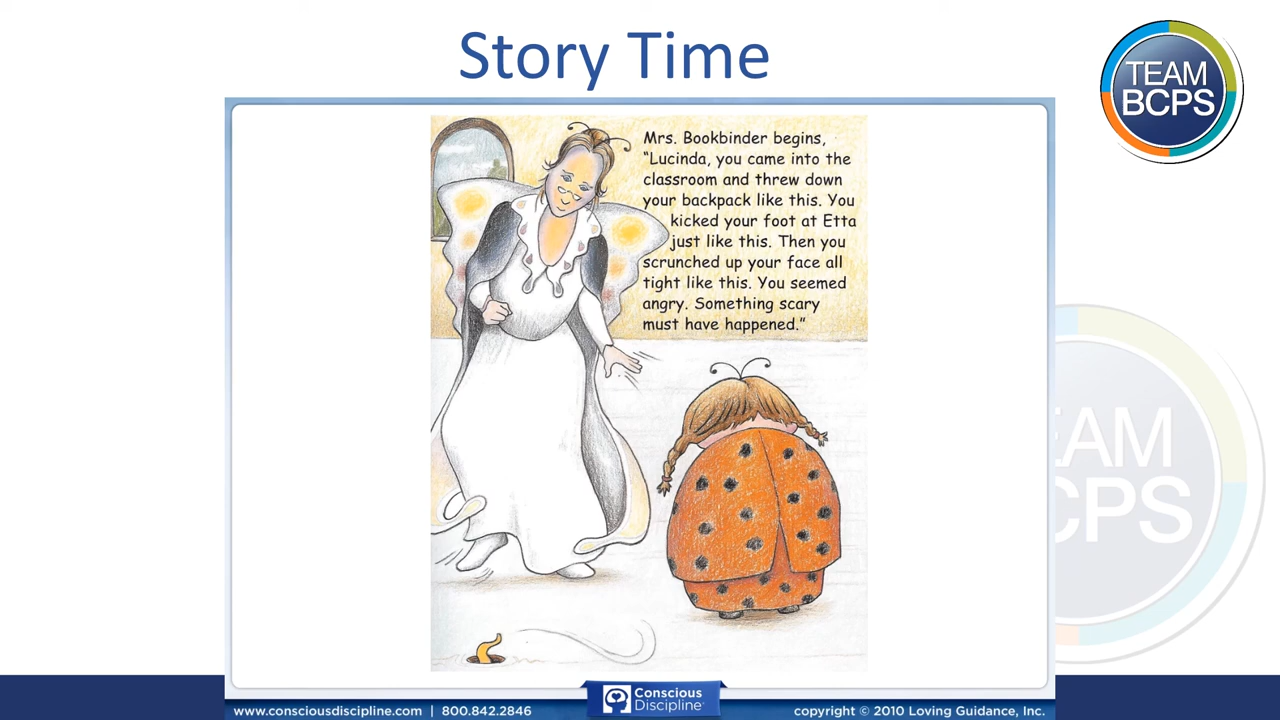 Story Time
TEAM
BCPS
Mrs. Bookbinder begins,
“Lucinda, you came into the
classroom and threw down
your backpack like this. You
kicked your foot at Etta
just like this. Then you
scrunched up your face all
tight like this. You seemed
angry. Something scary
must have happened.”
TEAM
BCPS
Conscious
Discipline
www.consciousdiscipline.com | 800.842.2846
copyright © 2010 Loving Guidance, Inc.